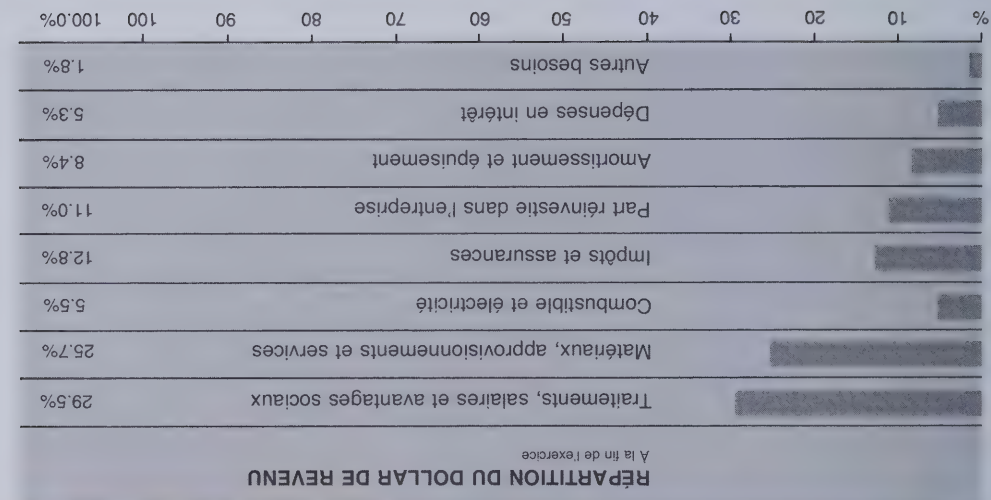 RÉPARTITION DU DOLLAR DE REVENU
À la fin de l'exercice
Traitements, salaires et avantages sociaux 29.5%
Matériaux, approvisionnements et services 25.7%
Combustible et électricité 5.5%
Impôts et assurances 12.8%
Part réinvestie dans l'entreprise 11.0%
Amortissement et épuisement 8.4%
Dépenses en intérêt 5.3%
Autres besoins 1.8%
% 10 20 30 40 50 60 70 80 90 100 100.0%